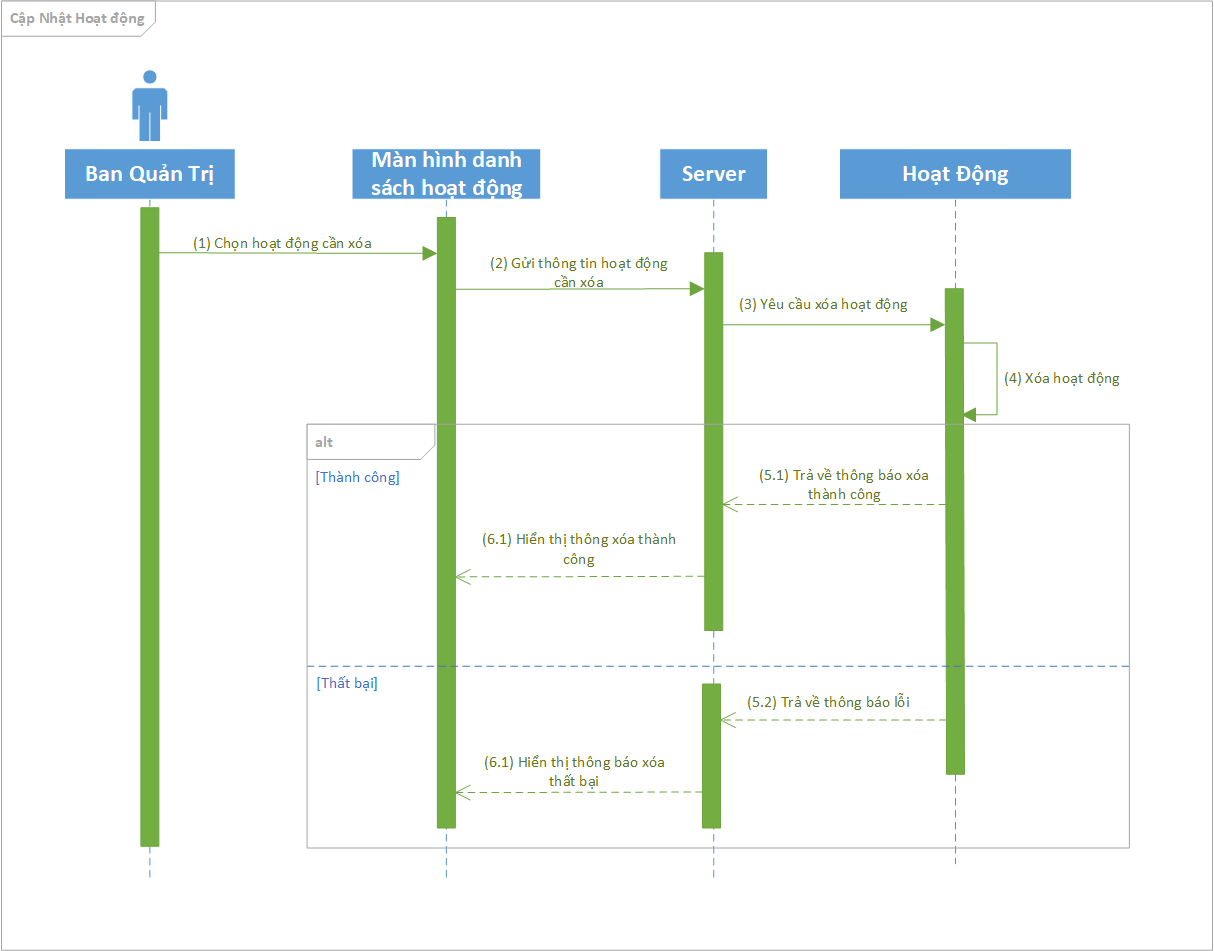 Cập Nhật Hoạt động
Ban Quản Trị
Màn hình danh
sách hoạt động
Server
Hoạt Động
(1) Chọn hoạt động cần xóa
(2) Gửi thông tin hoạt động
cần xóa
(3) Yêu cầu xóa hoạt động
(4) Xóa hoạt động
alt
[Thành công]
(5.1) Trả về thông báo xóa
thành công
(6.1) Hiển thị thông xóa thành
công
[Thất bại]
(5.2) Trả về thông báo lỗi
(6.1) Hiển thị thông báo xóa
thất bại